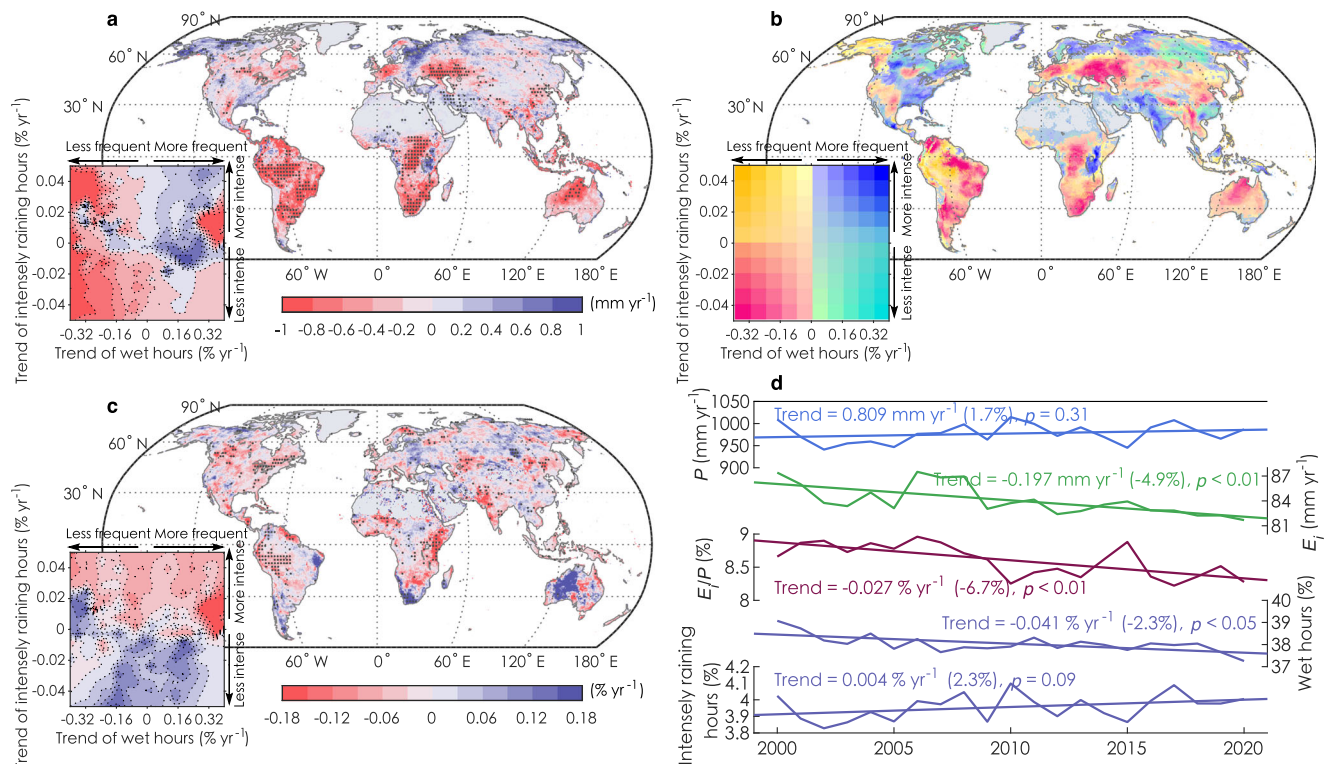 a
90° N
60° N
30° N
Less frequent More frequent
More intense
Less intense
Trend of intensely raining hours (% yr⁻¹)
0.04
0.02
0
-0.02
-0.04
-0.32 -0.16 0 0.16 0.32
Trend of wet hours (% yr⁻¹)
60° W 0° 60° E 120° E 180° E
(mm yr⁻¹)
-1 -0.8 -0.6 -0.4 -0.2 0 0.2 0.4 0.6 0.8 1
b
90° N
60° N
30° N
Less frequent More frequent
More intense
Less intense
Trend of intensely raining hours (% yr⁻¹)
0.04
0.02
0
-0.02
-0.04
-0.32 -0.16 0 0.16 0.32
Trend of wet hours (% yr⁻¹)
60° W 0° 60° E 120° E 180° E
c
90° N
60° N
30° N
Less frequent More frequent
More intense
Less intense
Trend of intensely raining hours (% yr⁻¹)
0.04
0.02
0
-0.02
-0.04
-0.32 -0.16 0 0.16 0.32
Trend of wet hours (% yr⁻¹)
60° W 0° 60° E 120° E 180° E
(% yr⁻¹)
-0.18 -0.12 -0.06 0 0.06 0.12 0.18
d
P (mm yr⁻¹)
1050
1000
950
900
Trend = 0.809 mm yr⁻¹ (1.7%), p = 0.31
Trend = -0.197 mm yr⁻¹ (-4.9%), p < 0.01
87
84
81
Eᵢ (mm yr⁻¹)
Eᵢ/P (%)
9
8.5
8
Trend = -0.027 % yr⁻¹ (-6.7%), p < 0.01
Trend = -0.041 % yr⁻¹ (-2.3%), p < 0.05
40
39
38
37
Wet hours (%)
Intensely raining
hours (%)
4.2
4.1
4
3.9
3.8
Trend = 0.004 % yr⁻¹ (2.3%), p = 0.09
2000 2005 2010 2015 2020